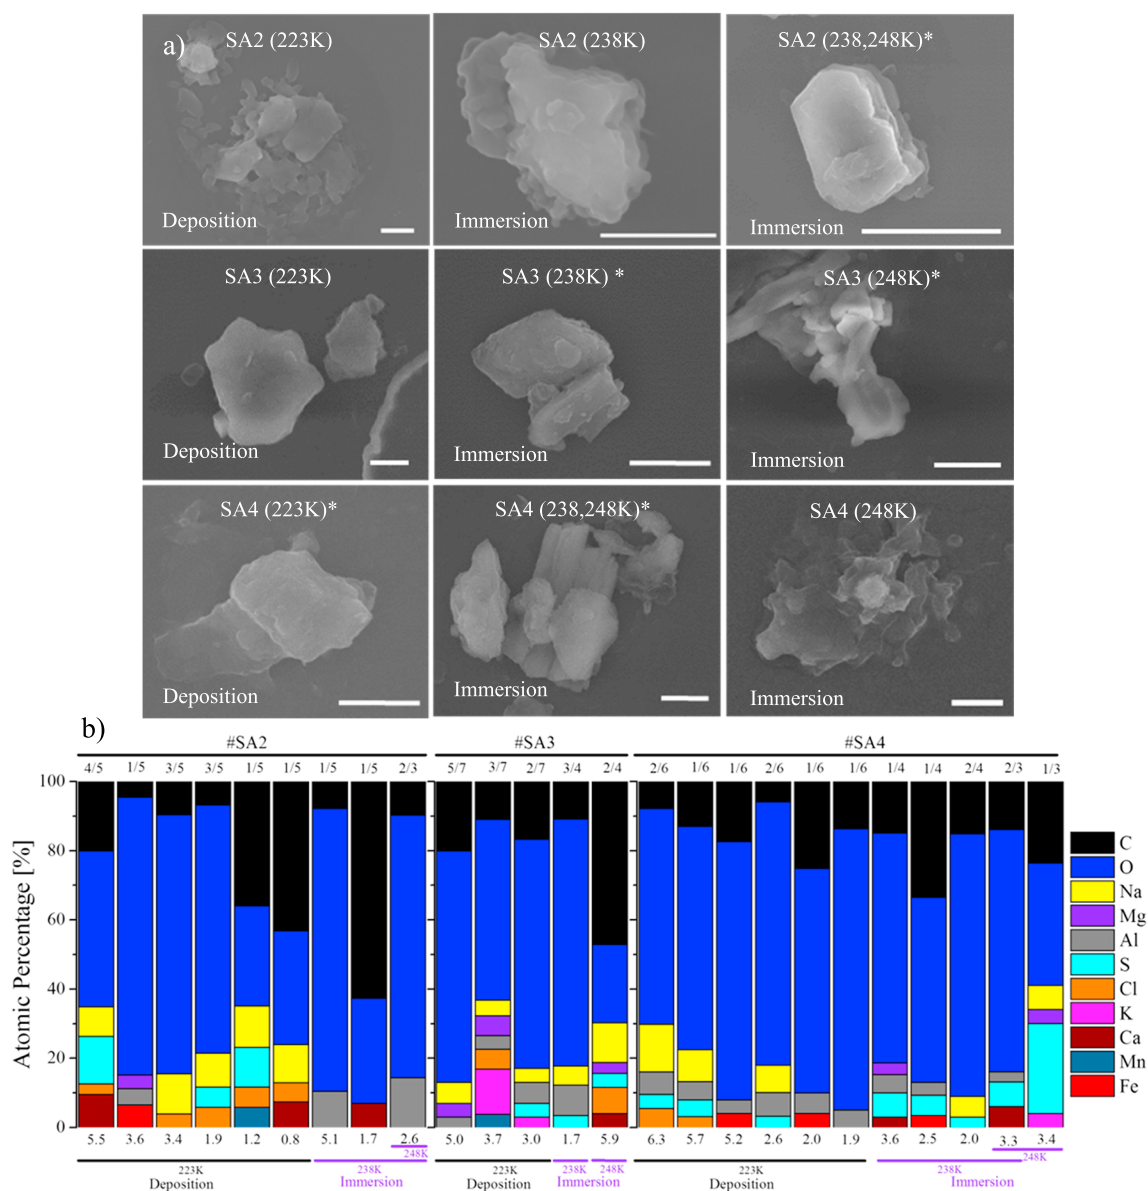 a)
SA2 (223K)
Deposition
SA2 (238K)
Immersion
SA2 (238,248K)*
Immersion
SA3 (223K)
Deposition
SA3 (238K) *
Immersion
SA3 (248K)*
Immersion
SA4 (223K)*
Deposition
SA4 (238,248K)*
Immersion
SA4 (248K)
Immersion
b)
#SA2 #SA3 #SA4
4/5 1/5 3/5 3/5 1/5 1/5 1/5 1/5 2/3 5/7 3/7 2/7 3/4 2/4 2/6 1/6 1/6 2/6 1/6 1/6 1/4 1/4 2/4 2/3 1/3
Atomic Percentage [%]
100
80
60
40
20
0
C
O
Na
Mg
Al
S
Cl
K
Ca
Mn
Fe
5.5 3.6 3.4 1.9 1.2 0.8 5.1 1.7 2.6 5.0 3.7 3.0 1.7 5.9 6.3 5.7 5.2 2.6 2.0 1.9 3.6 2.5 2.0 3.3 3.4
248K 248K
223K 238K 223K 238K 248K 223K 238K
Deposition Immersion Deposition Immersion Deposition Immersion